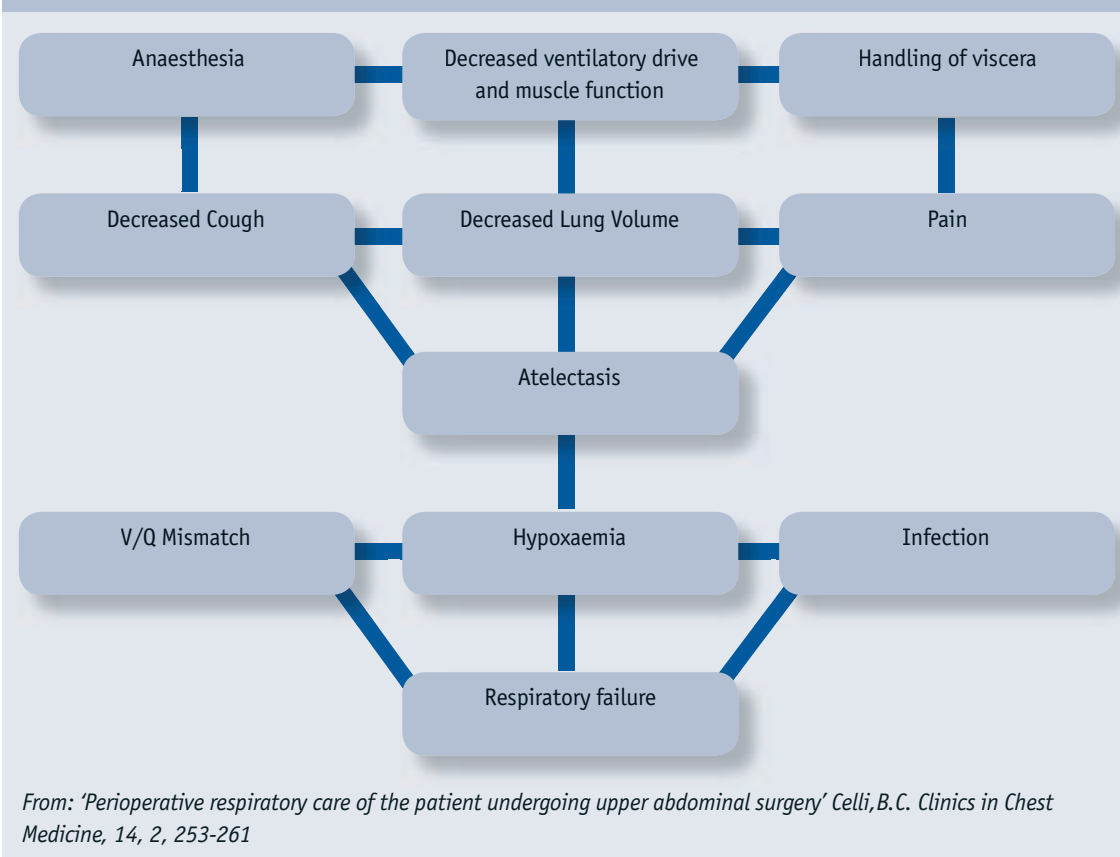 Anaesthesia
Decreased ventilatory drive
and muscle function
Handling of viscera
Decreased Cough
Decreased Lung Volume
Pain
Atelectasis
V/Q Mismatch
Hypoxaemia
Infection
Respiratory failure
From: ‘Perioperative respiratory care of the patient undergoing upper abdominal surgery’ Celli,B.C. Clinics in Chest
Medicine, 14, 2, 253-261